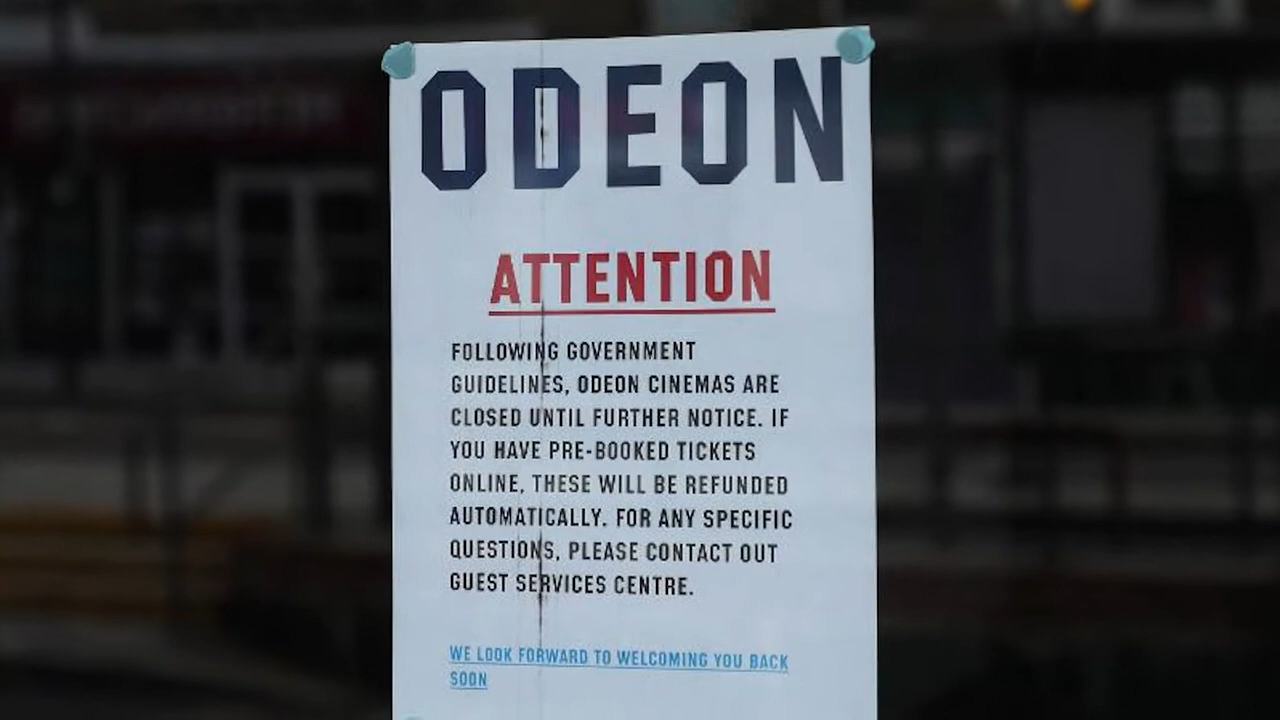 ODEON
ATTENTION
FOLLOWING GOVERNMENT
GUIDELINES, ODEON CINEMAS ARE
CLOSED UNTIL FURTHER NOTICE. IF
YOU HAVE PRE-BOOKED TICKETS
ONLINE, THESE WILL BE REFUNDED
AUTOMATICALLY. FOR ANY SPECIFIC
QUESTIONS, PLEASE CONTACT OUT
GUEST SERVICES CENTRE.
WE LOOK FORWARD TO WELCOMING YOU BACK
SOON